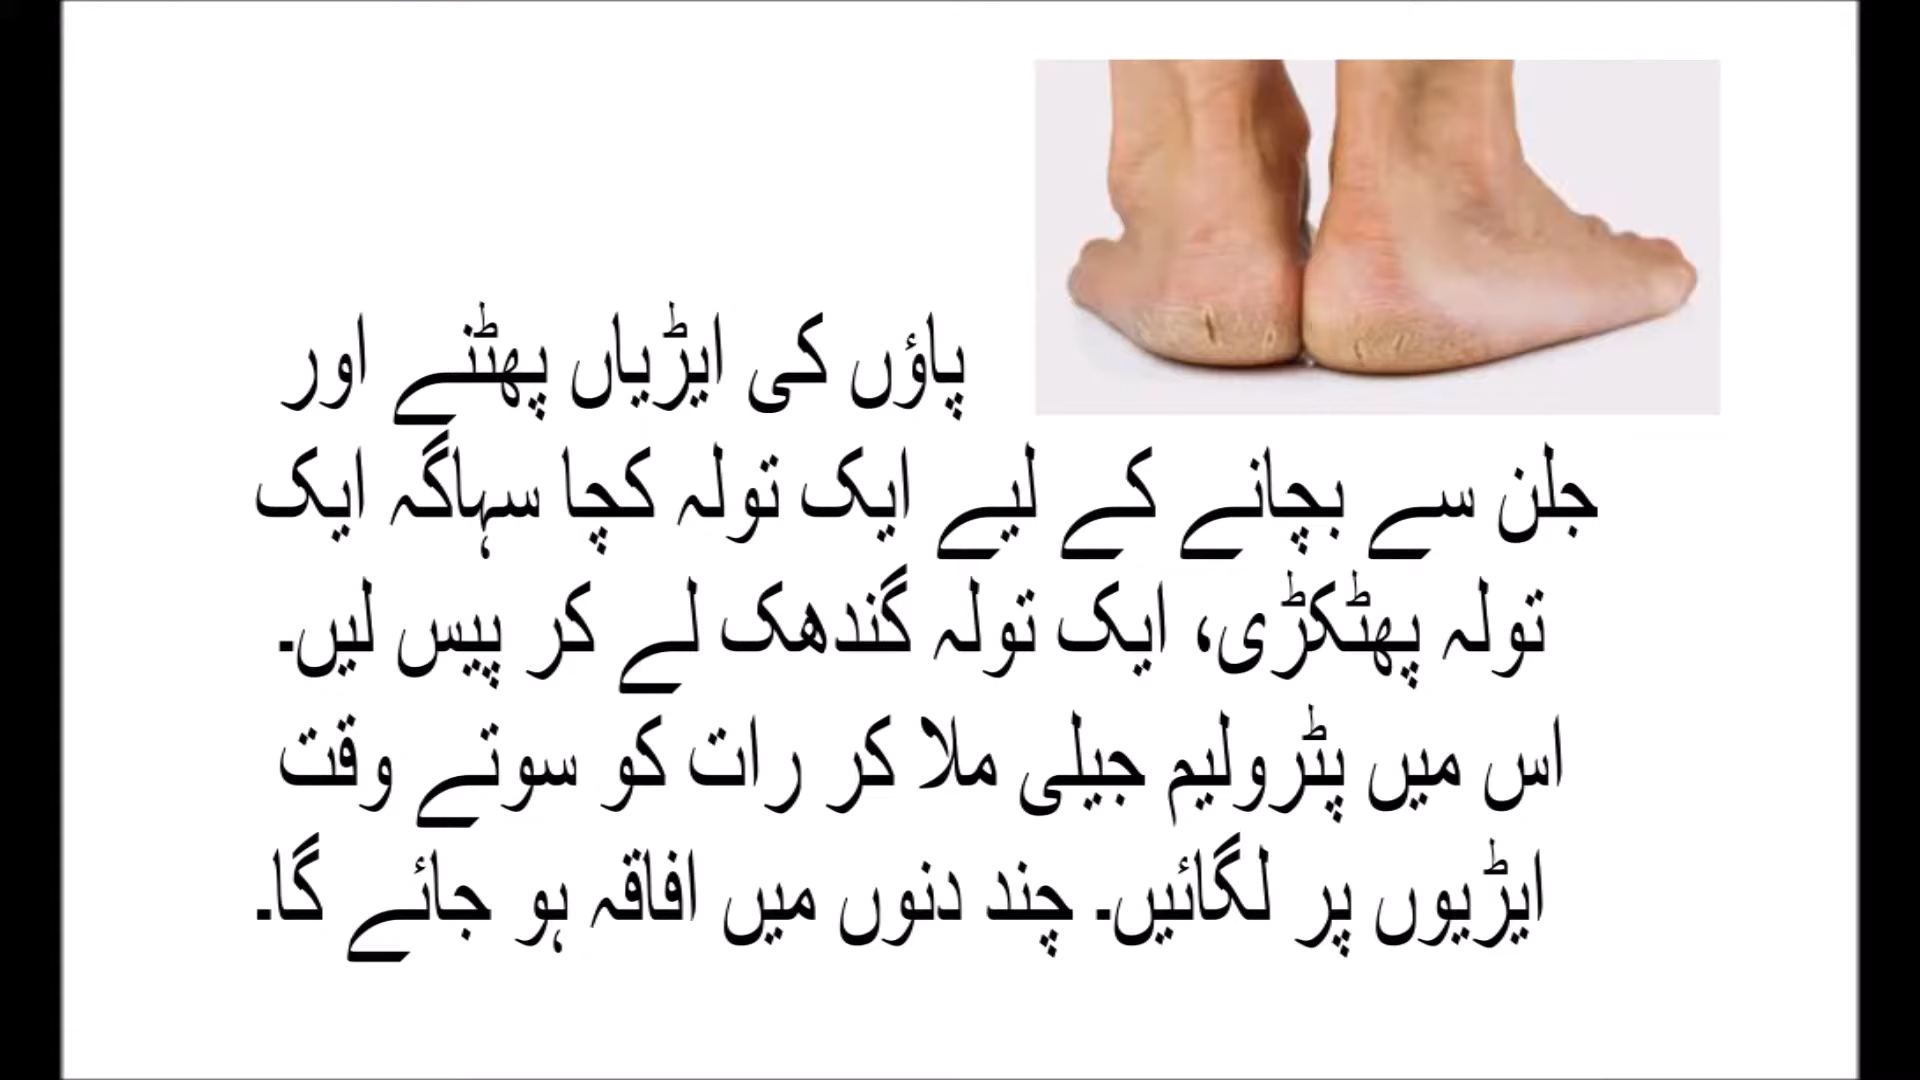 پاؤں کی ایڑیاں پھٹنے اور
جلن سے بچانے کے لیے ایک تولہ کچا سہاگہ ایک
تولہ پھٹکڑی، ایک تولہ گندھک لے کر پیس لیں۔
اس میں پٹرولیم جیلی ملا کر رات کو سوتے وقت
ایڑیوں پر لگائیں۔ چند دنوں میں افاقہ ہو جائے گا۔